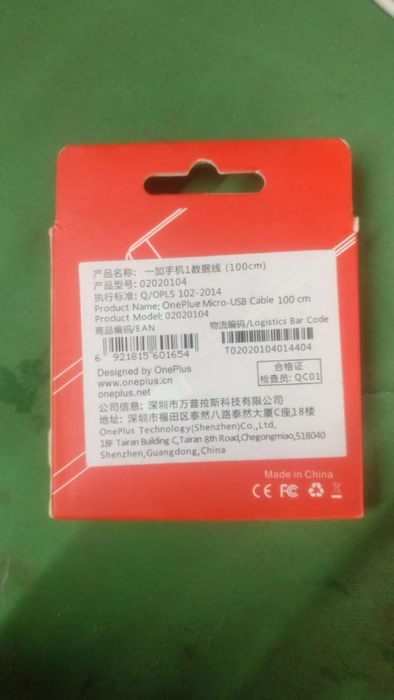 产品名称: 一加手机1数据线 (100cm)
产品型号: 02020104
执行标准: Q/OPLS 102-2014
Product Name: OnePlue Micro-USB Cable 100 cm
Product Model: 02020104
商品编码/EAN
物流编码/Logistics Bar Code
6 921815 601654
T02020104014404
Designed by OnePlus
www.oneplus.cn
oneplus.net
合格证
检查员: QC01
公司信息: 深圳市万普拉斯科技有限公司
地址: 深圳市福田区泰然八路泰然大厦C座18楼
OnePlus Technology(Shenzhen)Co.,Ltd,
18F Tairan Building C,Tairan 8th Road,Chegongmiao,518040
Shenzhen,Guangdong,China
Made in China
CE FC